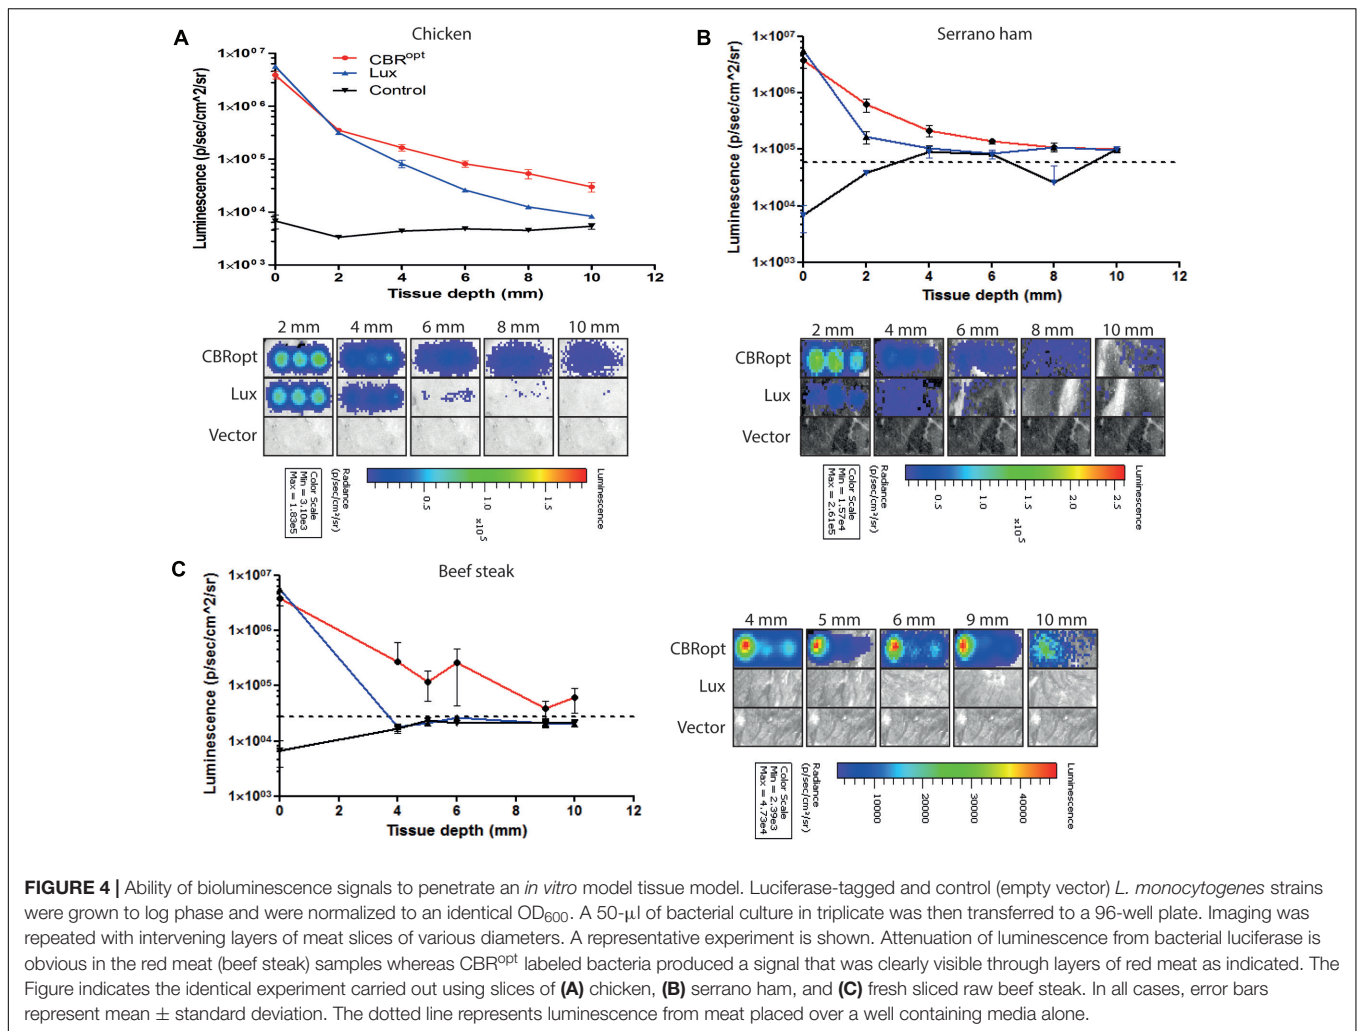 A
Chicken
1×10⁰⁷
1×10⁰⁶
1×10⁰⁵
1×10⁰⁴
1×10⁰³
Luminescence (p/sec/cm^2/sr)
CBRopt
Lux
Control
0 2 4 6 8 10 12
Tissue depth (mm)
2 mm 4 mm 6 mm 8 mm 10 mm
CBRopt
Lux
Vector
Color Scale
Min = 3.10e3
Max = 1.83e5
Radiance
(p/sec/cm²/sr)
0.5 1.0 1.5
×10⁵
Luminescence
B
Serrano ham
1×10⁰⁷
1×10⁰⁶
1×10⁰⁵
1×10⁰⁴
1×10⁰³
Luminescence (p/sec/cm^2/sr)
0 2 4 6 8 10 12
Tissue depth (mm)
2 mm 4 mm 6 mm 8 mm 10 mm
CBRopt
Lux
Vector
Color Scale
Min = 1.57e4
Max = 2.61e5
Radiance
(p/sec/cm²/sr)
0.5 1.0 1.5 2.0 2.5
×10⁵
Luminescence
C
Beef steak
1×10⁰⁷
1×10⁰⁶
1×10⁰⁵
1×10⁰⁴
1×10⁰³
Luminescence (p/sec/cm^2/sr)
0 2 4 6 8 10 12
Tissue depth (mm)
4 mm 5 mm 6 mm 9 mm 10 mm
CBRopt
Lux
Vector
Color Scale
Min = 2.39e3
Max = 4.73e4
Radiance
(p/sec/cm²/sr)
10000 20000 30000 40000
Luminescence
FIGURE 4 | Ability of bioluminescence signals to penetrate an in vitro model tissue model. Luciferase-tagged and control (empty vector) L. monocytogenes strains
were grown to log phase and were normalized to an identical OD₆₀₀. A 50-μl of bacterial culture in triplicate was then transferred to a 96-well plate. Imaging was
repeated with intervening layers of meat slices of various diameters. A representative experiment is shown. Attenuation of luminescence from bacterial luciferase is
obvious in the red meat (beef steak) samples whereas CBRopt labeled bacteria produced a signal that was clearly visible through layers of red meat as indicated. The
Figure indicates the identical experiment carried out using slices of (A) chicken, (B) serrano ham, and (C) fresh sliced raw beef steak. In all cases, error bars
represent mean ± standard deviation. The dotted line represents luminescence from meat placed over a well containing media alone.